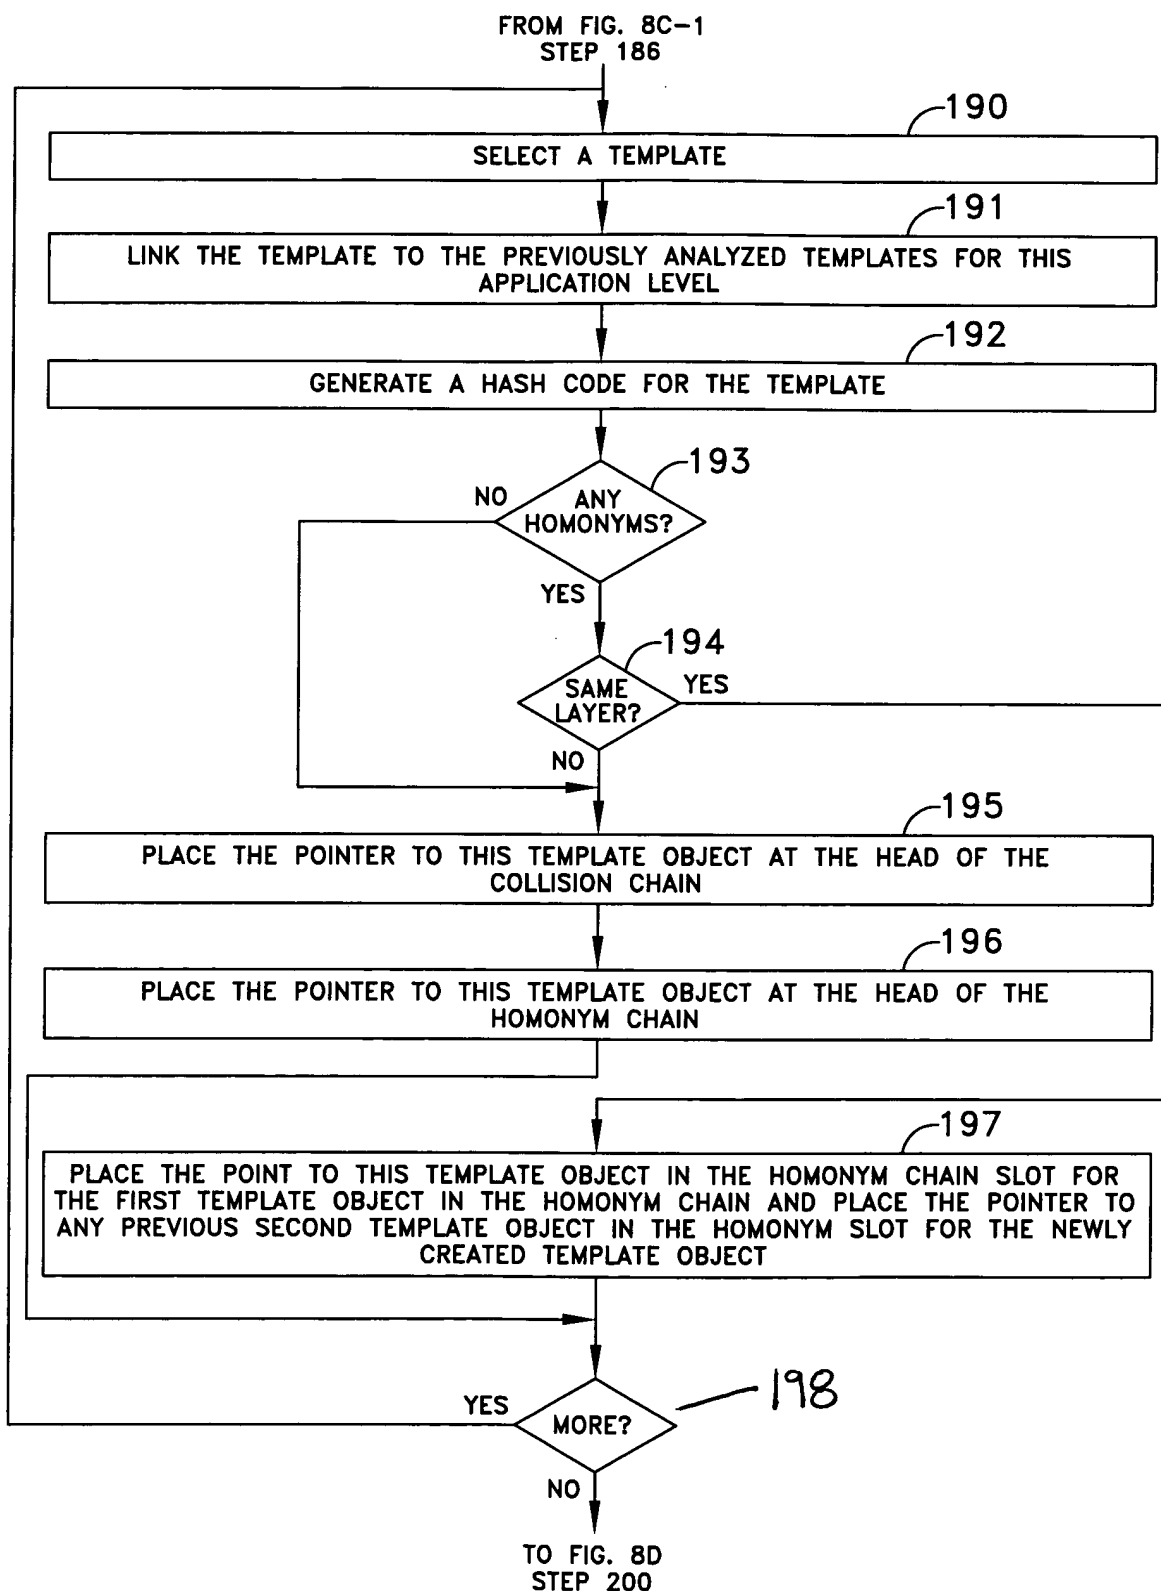 FROM FIG. 8C-1
STEP 186
190
SELECT A TEMPLATE
191
LINK THE TEMPLATE TO THE PREVIOUSLY ANALYZED TEMPLATES FOR THIS
APPLICATION LEVEL
192
GENERATE A HASH CODE FOR THE TEMPLATE
193
NO
ANY
HOMONYMS?
YES
194
SAME
LAYER?
YES
NO
195
PLACE THE POINTER TO THIS TEMPLATE OBJECT AT THE HEAD OF THE
COLLISION CHAIN
196
PLACE THE POINTER TO THIS TEMPLATE OBJECT AT THE HEAD OF THE
HOMONYM CHAIN
197
PLACE THE POINT TO THIS TEMPLATE OBJECT IN THE HOMONYM CHAIN SLOT FOR
THE FIRST TEMPLATE OBJECT IN THE HOMONYM CHAIN AND PLACE THE POINTER TO
ANY PREVIOUS SECOND TEMPLATE OBJECT IN THE HOMONYM SLOT FOR THE NEWLY
CREATED TEMPLATE OBJECT
198
YES
MORE?
NO
TO FIG. 8D
STEP 200